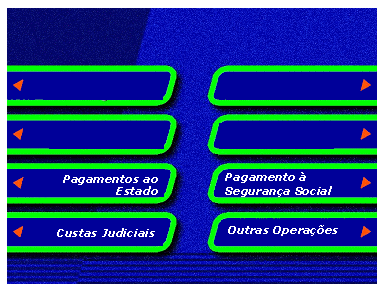 Pagamentos ao
Estado
Pagamento à
Segurança Social
Custas Judiciais
Outras Operações